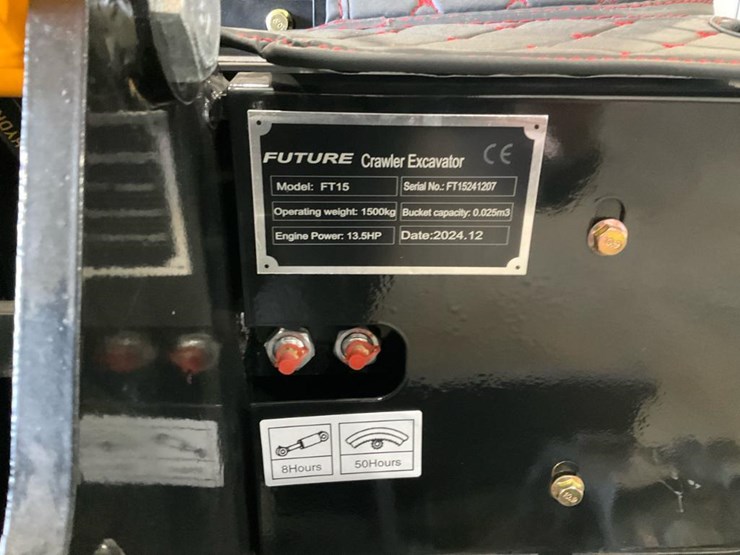 FUTURE Crawler Excavator CE
Model: FT15 Serial No.: FT15241207
Operating weight: 1500kg Bucket capacity: 0.025m3
Engine Power: 13.5HP Date:2024.12
8Hours 50Hours